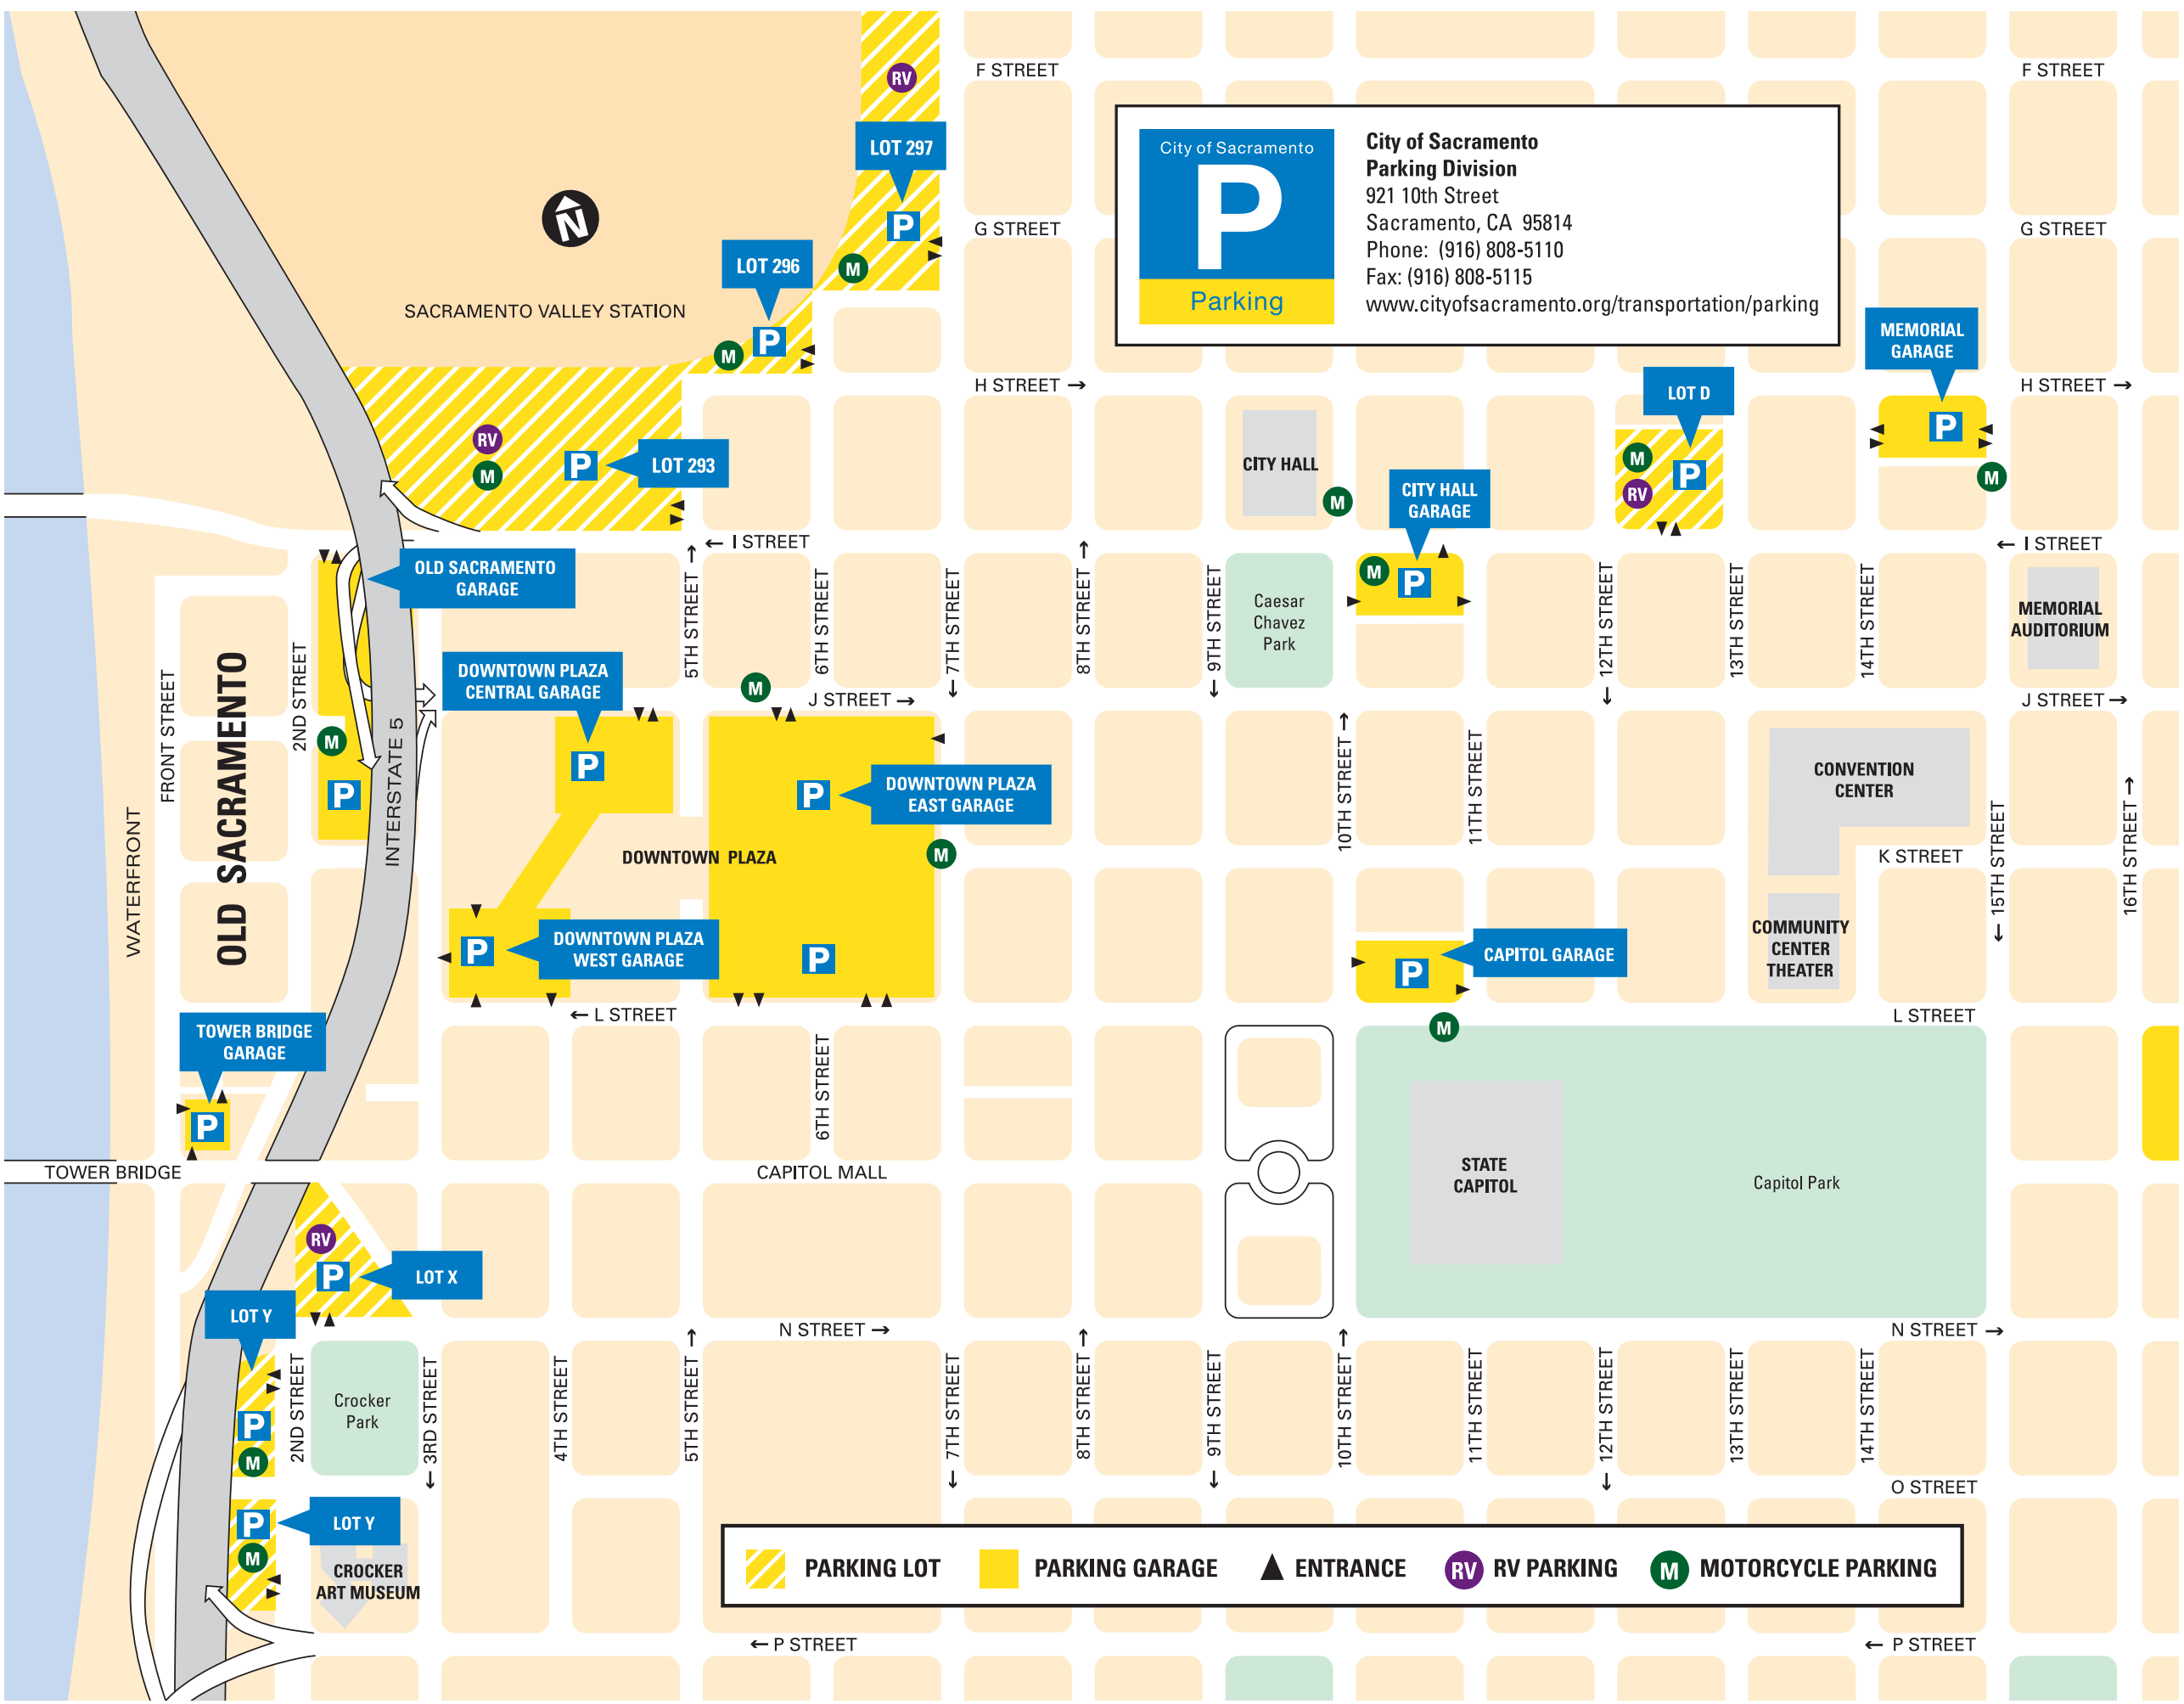 F STREET
F STREET
RV
LOT 297
P
City of Sacramento
P
Parking
City of Sacramento
Parking Division
921 10th Street
Sacramento, CA 95814
Phone: (916) 808-5110
Fax: (916) 808-5115
www.cityofsacramento.org/transportation/parking
N
G STREET
G STREET
LOT 296
M
P
M
SACRAMENTO VALLEY STATION
MEMORIAL
GARAGE
H STREET →
H STREET →
LOT D
P
RV
M
P
LOT 293
CITY HALL
M
CITY HALL
GARAGE
M
RV
P
M
← I STREET
← I STREET
OLD SACRAMENTO
GARAGE
5TH STREET →
6TH STREET
← 7TH STREET
8TH STREET →
← 9TH STREET
Caesar
Chavez
Park
M
P
← 12TH STREET
13TH STREET
14TH STREET
MEMORIAL
AUDITORIUM
DOWNTOWN PLAZA
CENTRAL GARAGE
M
J STREET →
J STREET →
WATERFRONT
FRONT STREET
OLD SACRAMENTO
2ND STREET
M
P
INTERSTATE 5
P
P
DOWNTOWN PLAZA
EAST GARAGE
M
10TH STREET →
11TH STREET
CONVENTION
CENTER
K STREET
← 15TH STREET
16TH STREET →
DOWNTOWN PLAZA
P
DOWNTOWN PLAZA
WEST GARAGE
P
P
CAPITOL GARAGE
COMMUNITY
CENTER
THEATER
← L STREET
L STREET
M
TOWER BRIDGE
GARAGE
P
6TH STREET
TOWER BRIDGE
CAPITOL MALL
STATE
CAPITOL
Capitol Park
RV
P
LOT X
LOT Y
N STREET →
N STREET →
P
M
2ND STREET
Crocker
Park
← 3RD STREET
4TH STREET
5TH STREET →
← 7TH STREET
8TH STREET →
← 9TH STREET
10TH STREET →
11TH STREET
← 12TH STREET
13TH STREET
14TH STREET
O STREET
P
LOT Y
M
CROCKER
ART MUSEUM
PARKING LOT
PARKING GARAGE
ENTRANCE
RV
RV PARKING
M
MOTORCYCLE PARKING
← P STREET
← P STREET